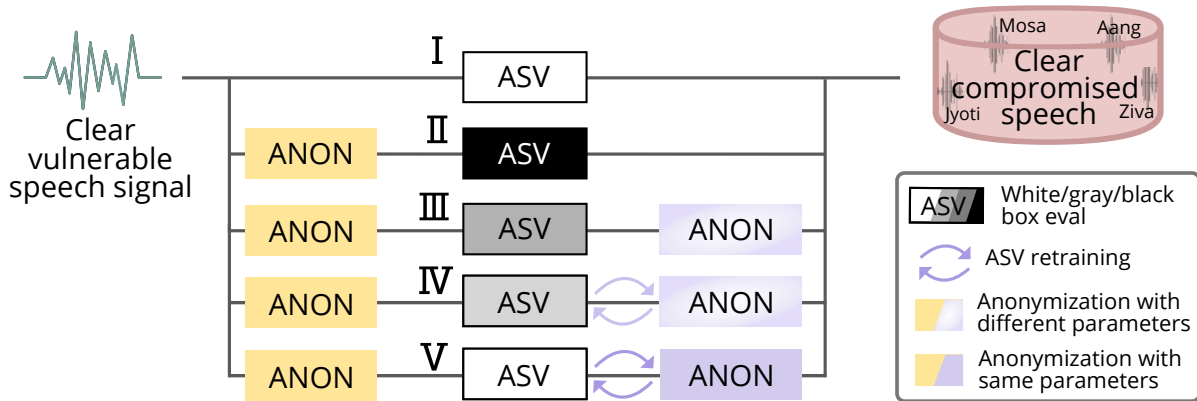 Clear
vulnerable
speech signal
I
ASV
ANON
II
ASV
ANON
III
ASV
ANON
ANON
IV
ASV
ANON
ANON
V
ASV
ANON
Mosa
Aang
Clear
compromised
speech
Jyoti
Ziva
ASV
White/gray/black
box eval
ASV retraining
Anonymization with
different parameters
Anonymization with
same parameters